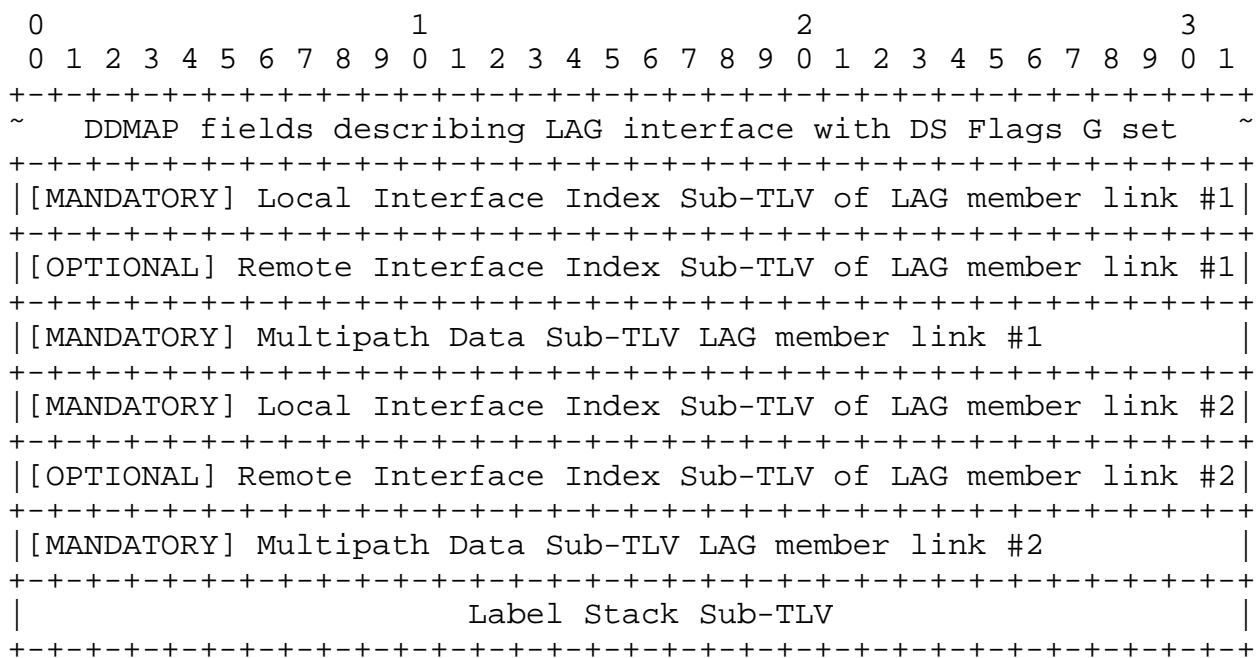 0                   1                   2                   3
 0 1 2 3 4 5 6 7 8 9 0 1 2 3 4 5 6 7 8 9 0 1 2 3 4 5 6 7 8 9 0 1
+-+-+-+-+-+-+-+-+-+-+-+-+-+-+-+-+-+-+-+-+-+-+-+-+-+-+-+-+-+-+-+-+
~   DDMAP fields describing LAG interface with DS Flags G set   ~
+-+-+-+-+-+-+-+-+-+-+-+-+-+-+-+-+-+-+-+-+-+-+-+-+-+-+-+-+-+-+-+-+
|[MANDATORY] Local Interface Index Sub-TLV of LAG member link #1|
+-+-+-+-+-+-+-+-+-+-+-+-+-+-+-+-+-+-+-+-+-+-+-+-+-+-+-+-+-+-+-+-+
|[OPTIONAL] Remote Interface Index Sub-TLV of LAG member link #1|
+-+-+-+-+-+-+-+-+-+-+-+-+-+-+-+-+-+-+-+-+-+-+-+-+-+-+-+-+-+-+-+-+
|[MANDATORY] Multipath Data Sub-TLV LAG member link #1          |
+-+-+-+-+-+-+-+-+-+-+-+-+-+-+-+-+-+-+-+-+-+-+-+-+-+-+-+-+-+-+-+-+
|[MANDATORY] Local Interface Index Sub-TLV of LAG member link #2|
+-+-+-+-+-+-+-+-+-+-+-+-+-+-+-+-+-+-+-+-+-+-+-+-+-+-+-+-+-+-+-+-+
|[OPTIONAL] Remote Interface Index Sub-TLV of LAG member link #2|
+-+-+-+-+-+-+-+-+-+-+-+-+-+-+-+-+-+-+-+-+-+-+-+-+-+-+-+-+-+-+-+-+
|[MANDATORY] Multipath Data Sub-TLV LAG member link #2          |
+-+-+-+-+-+-+-+-+-+-+-+-+-+-+-+-+-+-+-+-+-+-+-+-+-+-+-+-+-+-+-+-+
|                       Label Stack Sub-TLV                     |
+-+-+-+-+-+-+-+-+-+-+-+-+-+-+-+-+-+-+-+-+-+-+-+-+-+-+-+-+-+-+-+-+